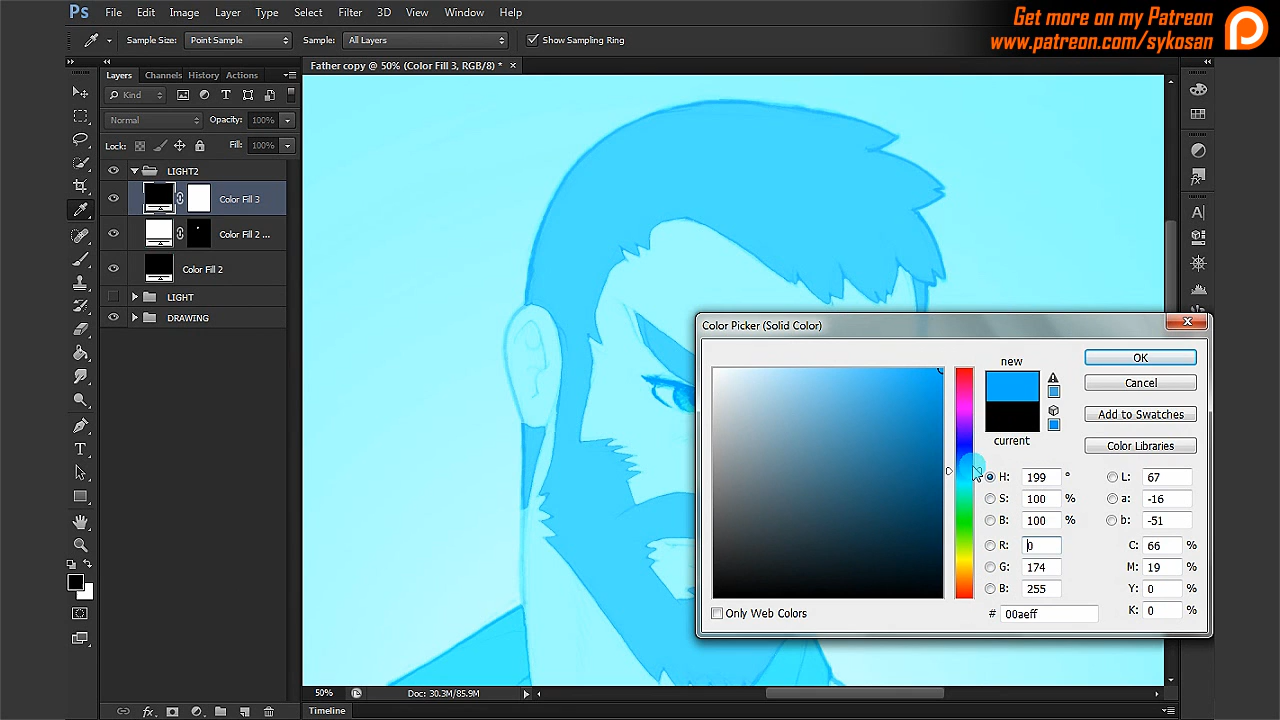 Get more on my Patreon
www.patreon.com/sykosan
Ps File Edit Image Layer Type Select Filter 3D View Window Help
Sample Size: Point Sample Sample: All Layers Show Sampling Ring
Layers Channels History Actions
Father copy @ 50% (Color Fill 3, RGB/8) * ×
Kind
Normal Opacity: 100%
Lock: Fill: 100%
LIGHT2
Color Fill 3
Color Fill 2 ...
Color Fill 2
LIGHT
DRAWING
Color Picker (Solid Color)
new
current
OK
Cancel
Add to Swatches
Color Libraries
H: 199 ° L: 67
S: 100 % a: -16
B: 100 % b: -51
R: 0 C: 66 %
G: 174 M: 19 %
B: 255 Y: 0 %
# 00aeff K: 0 %
Only Web Colors
50% Doc: 30.3M/85.9M
Timeline